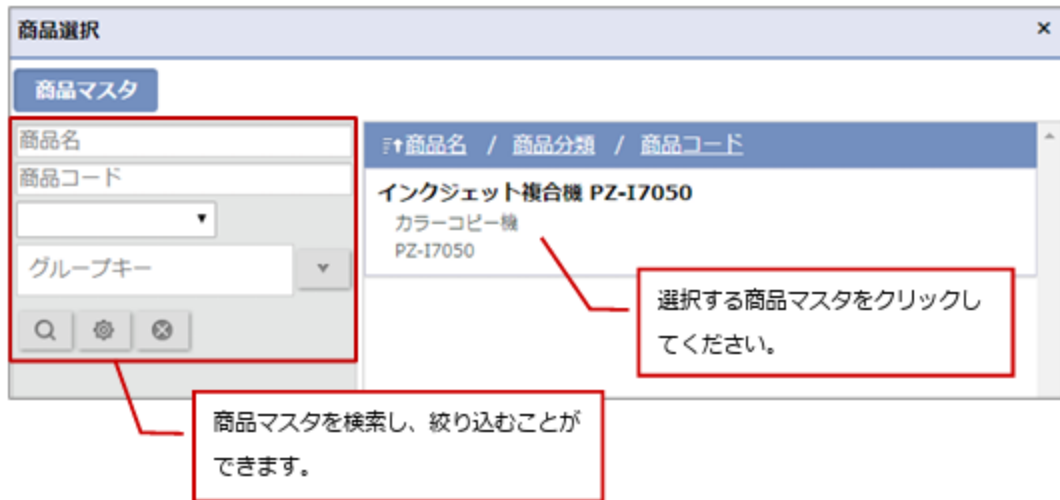 商品選択
×
商品マスタ
商品名
商品コード
グループキー
商品名 / 商品分類 / 商品コード
インクジェット複合機 PZ-I7050
カラーコピー機
PZ-I7050
選択する商品マスタをクリックし
てください。
商品マスタを検索し、絞り込むことが
できます。